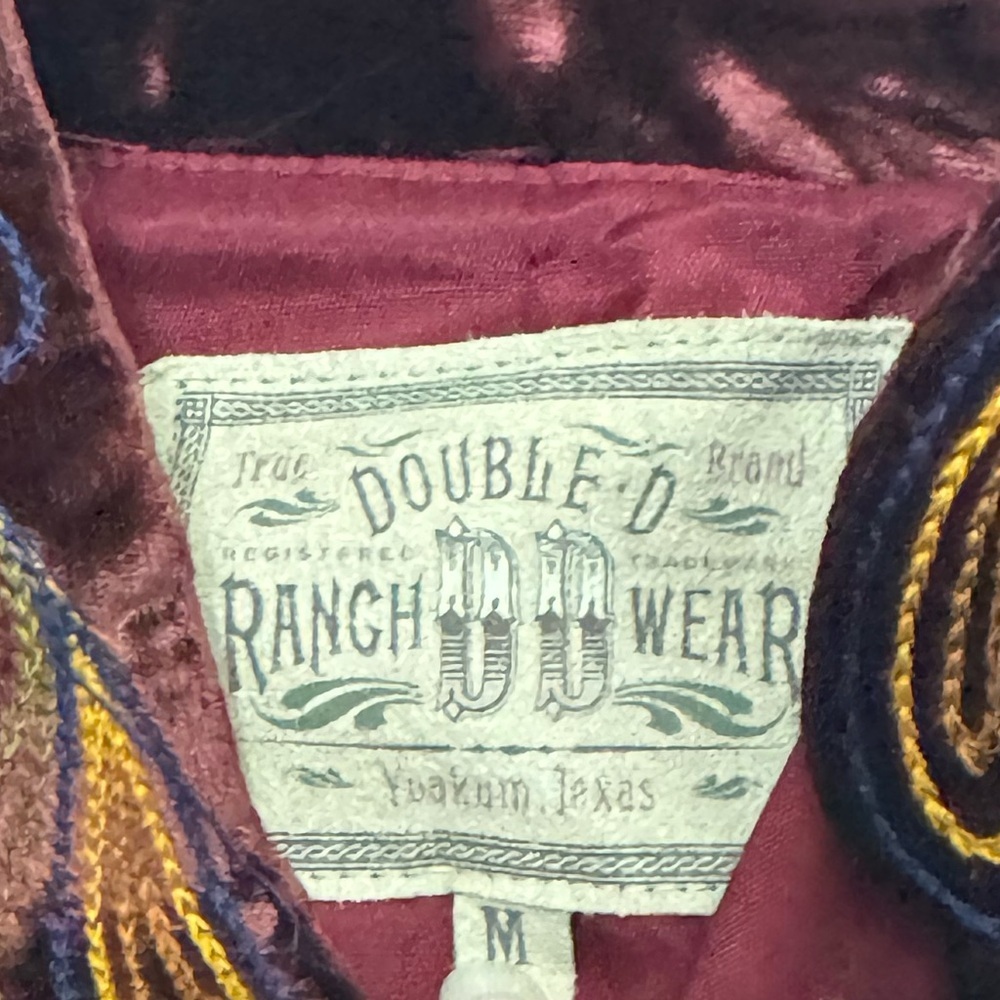 True Brand
DOUBLE D
REGISTERED TRADEMARK
RANCH DD WEAR
Yoakum, Texas
M